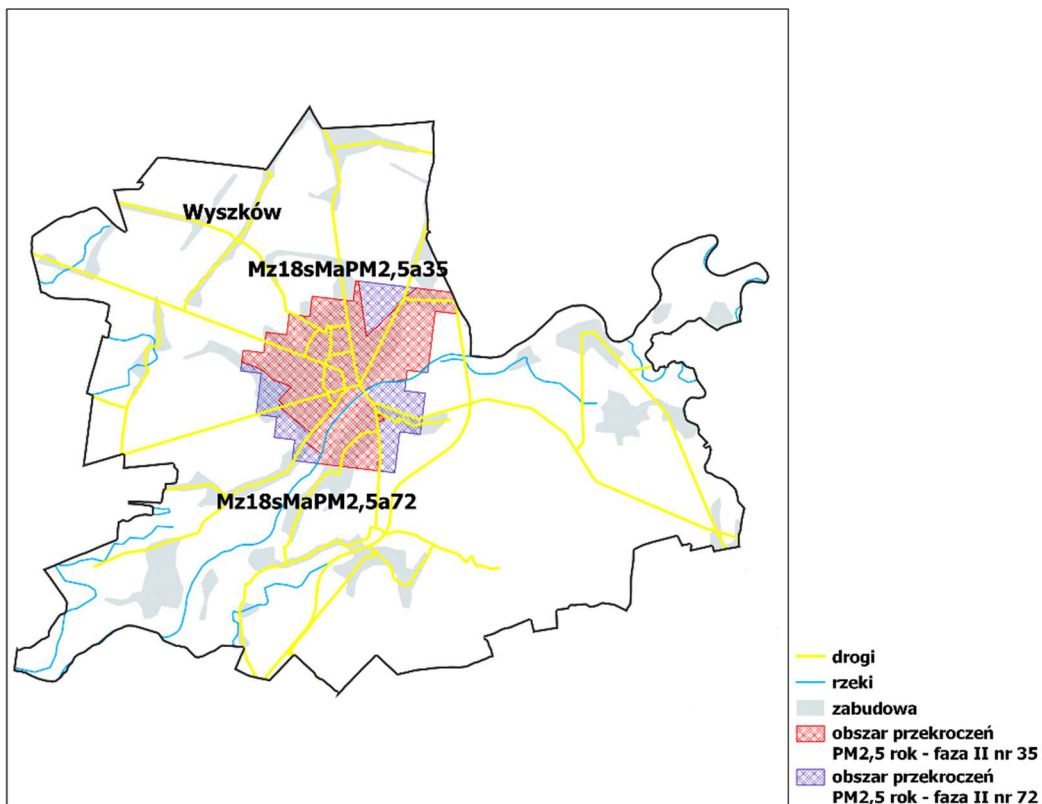 Wyszków
Mz18sMaPM2,5a35
Mz18sMaPM2,5a72
drogi
rzeki
zabudowa
obszar przekroczeń
PM2,5 rok - faza II nr 35
obszar przekroczeń
PM2,5 rok - faza II nr 72